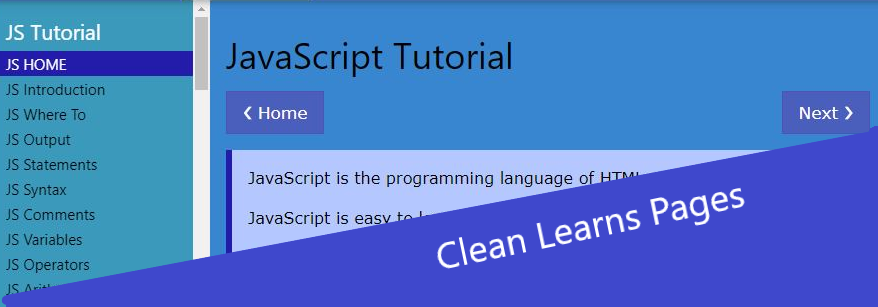 JS Tutorial
JS HOME
JS Introduction
JS Where To
JS Output
JS Statements
JS Syntax
JS Comments
JS Variables
JS Operators
JS
JavaScript Tutorial
❮ Home
Next ❯
JavaScript is the programming language of
JavaScript is easy to
Clean Learns Pages